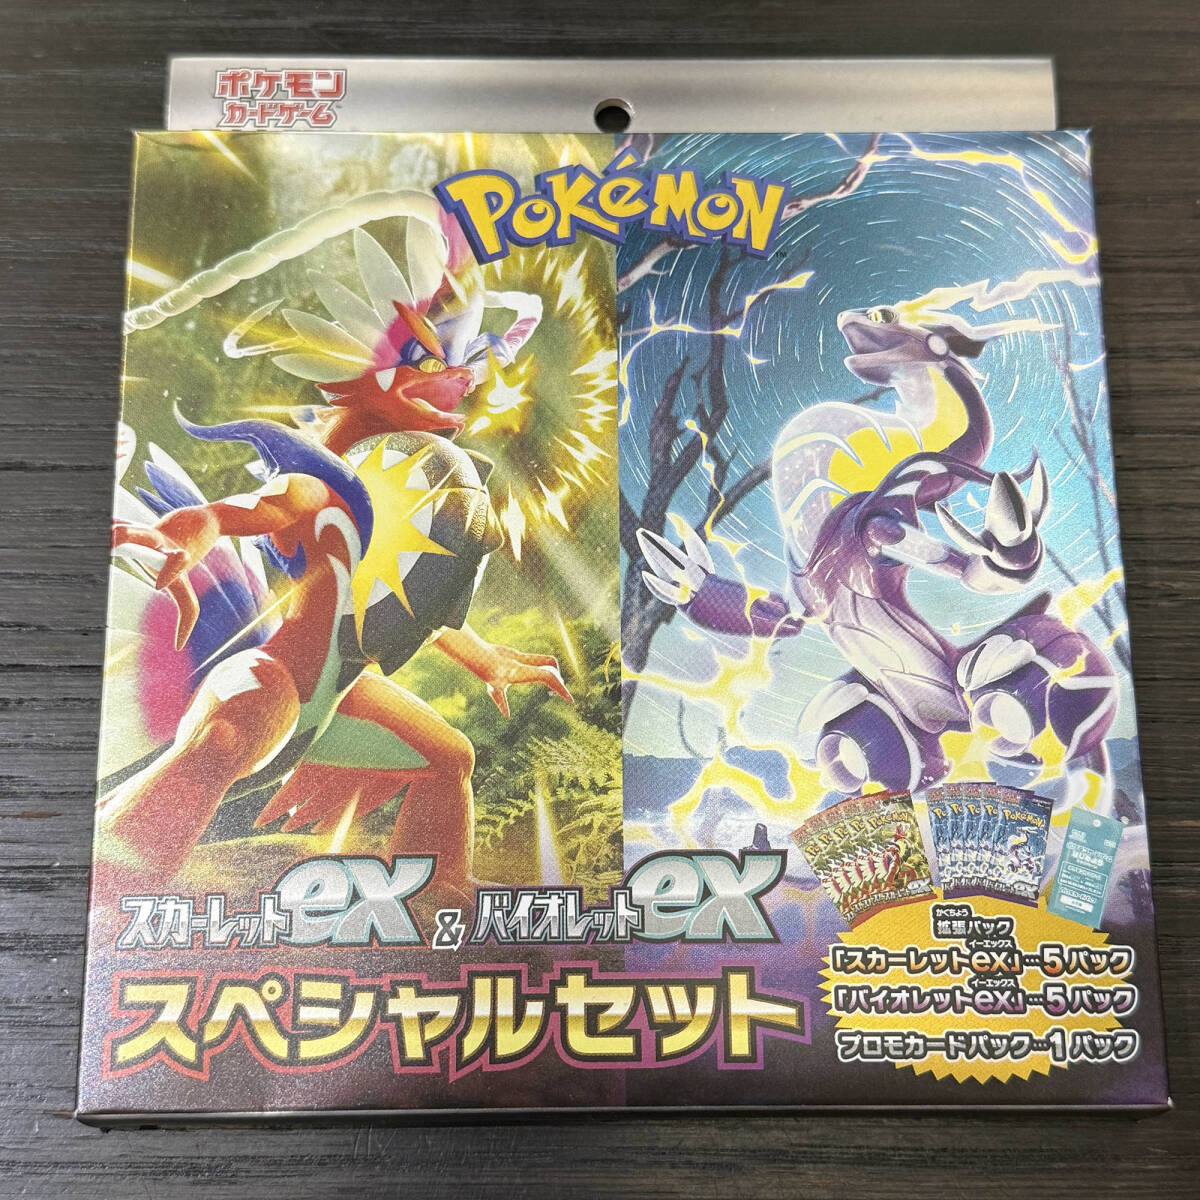 ポケモン
カードゲーム
POKéMON
スカーレットex & バイオレットex
スペシャルセット
かくちょう
拡張パック
イーエックス
「スカーレットex」…5パック
イーエックス
「バイオレットex」…5パック
プロモカードパック…1パック